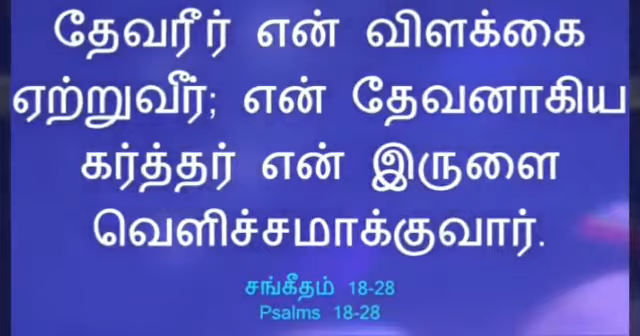 தேவரீர் என் விளக்கை
ஏற்றுவீர்; என் தேவனாகிய
கர்த்தர் என் இருளை
வெளிச்சமாக்குவார்.
சங்கீதம் 18-28
Psalms 18-28